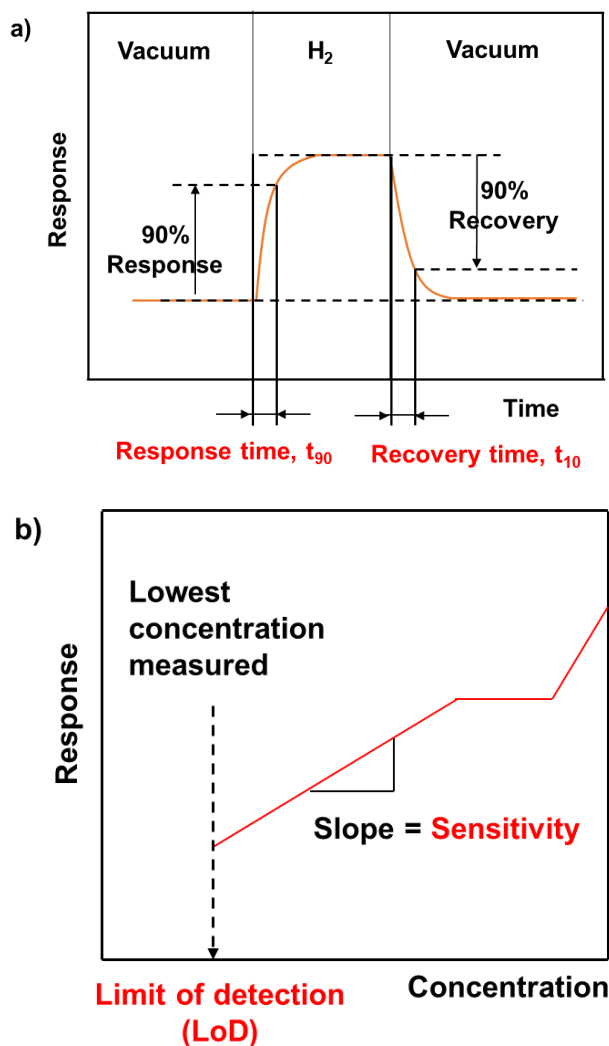 a)
Vacuum
H₂
Vacuum
Response
90%
Response
90%
Recovery
Time
Response time, t₉₀
Recovery time, t₁₀
b)
Lowest
concentration
measured
Response
Slope = Sensitivity
Limit of detection
(LoD)
Concentration